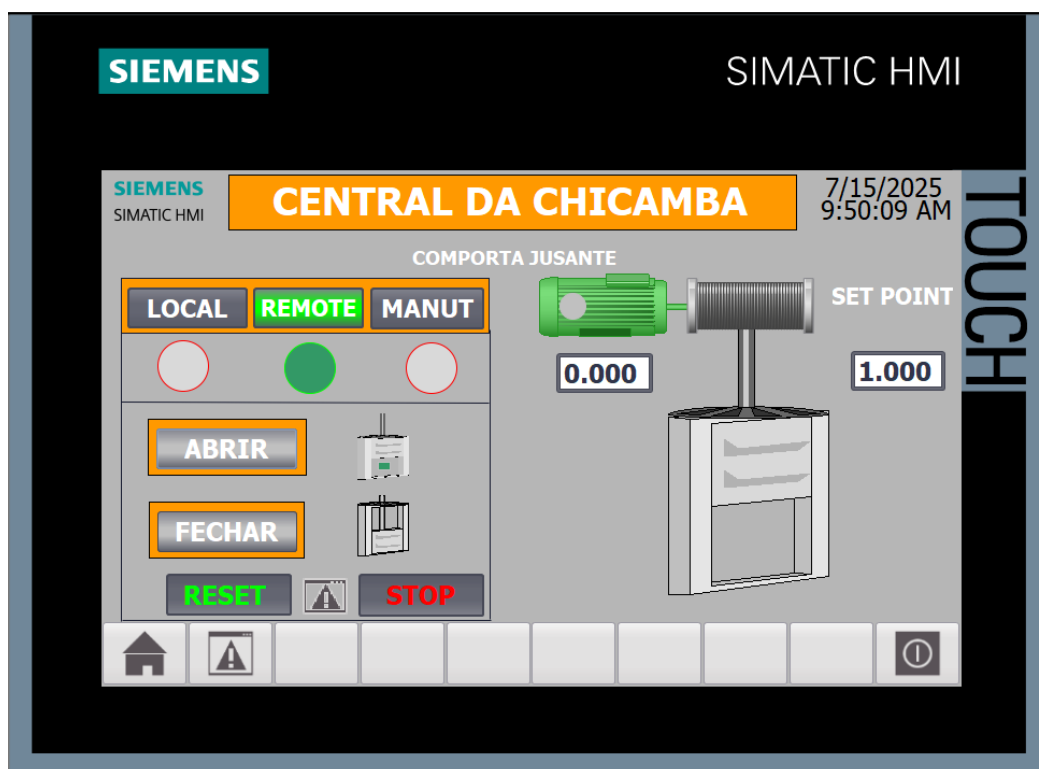 SIEMENS
SIMATIC HMI
TOUCH
SIEMENS
SIMATIC HMI
CENTRAL DA CHICAMBA
7/15/2025
9:50:09 AM
COMPORTA JUSANTE
LOCAL
REMOTE
MANUT
SET POINT
0.000
1.000
ABRIR
FECHAR
RESET
STOP